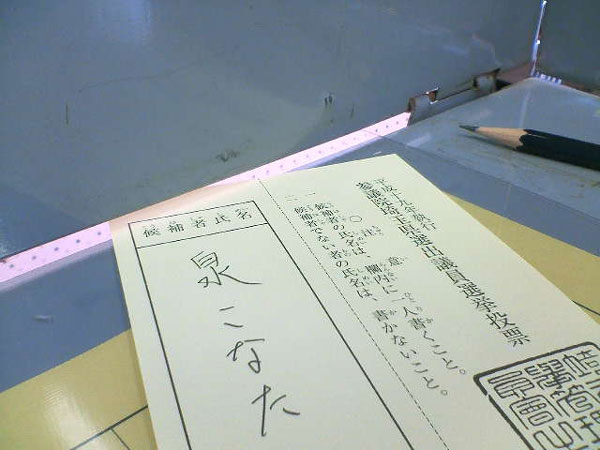 平成十九年執行
参議院埼玉県選出議員選挙投票
○注意
一 候補者の氏名は、欄内に一人書くこと。
二 候補者でない者の氏名は、書かないこと。
候補者氏名
泉こなた